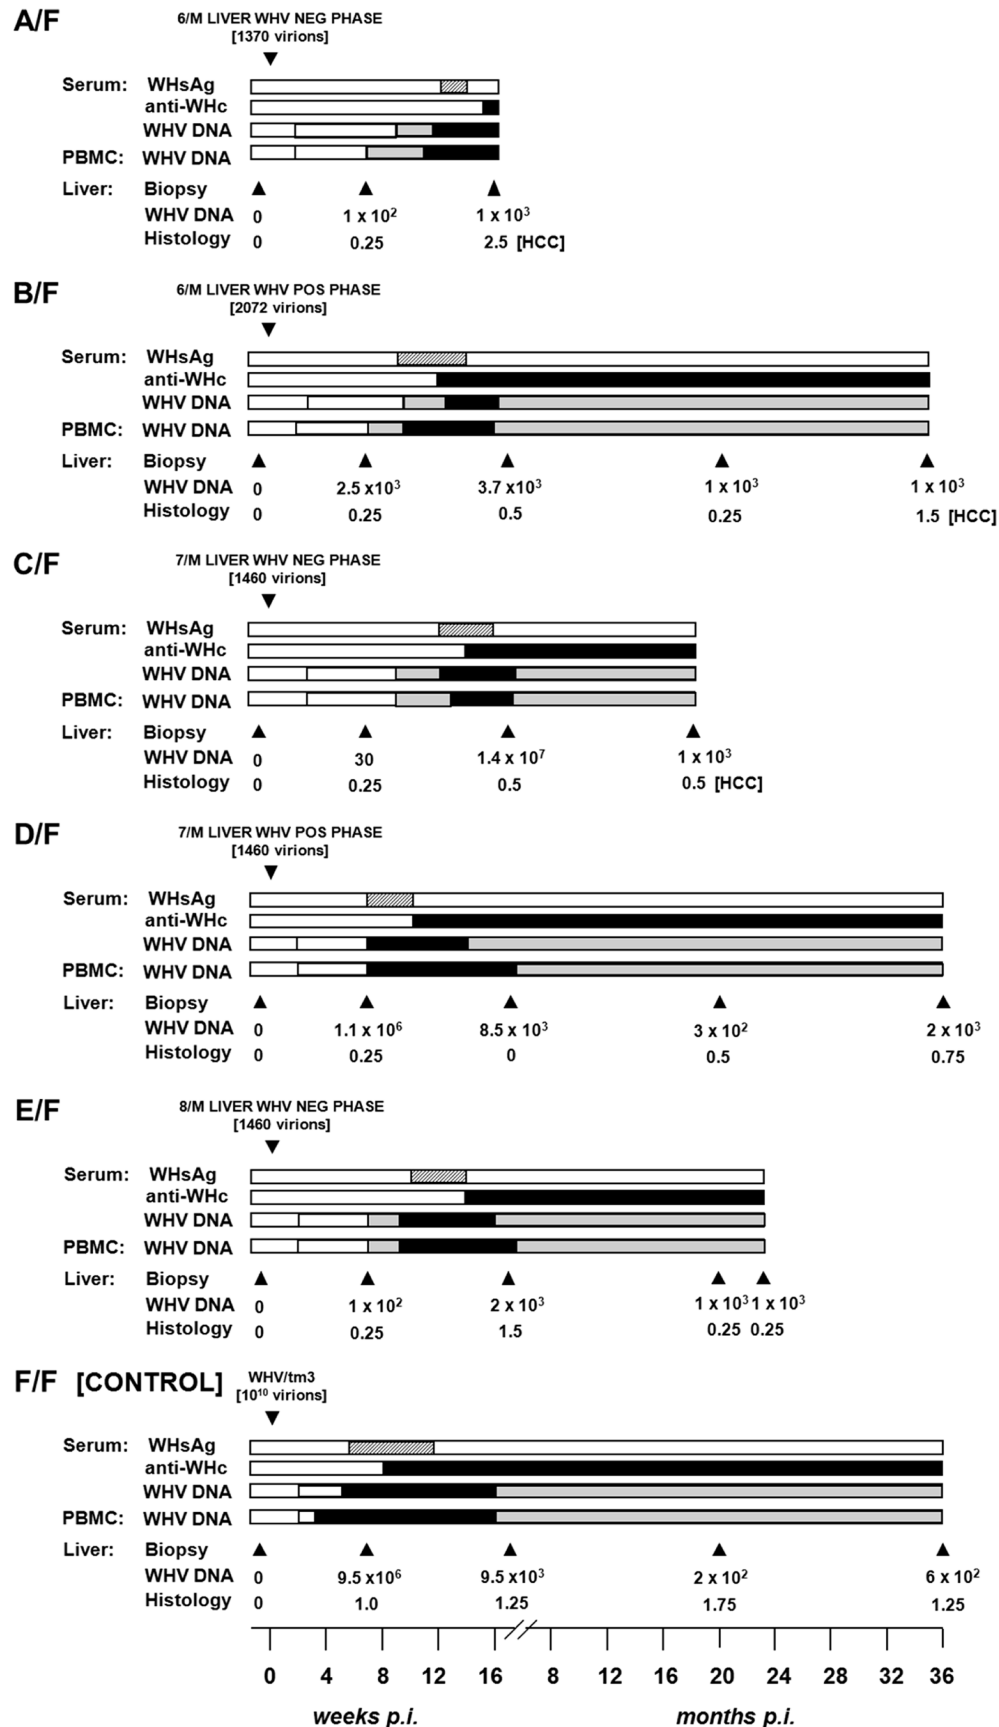 A/F
6/M LIVER WHV NEG PHASE
[1370 virions]
Serum: WHsAg
anti-WHc
WHV DNA
PBMC: WHV DNA
Liver: Biopsy
WHV DNA 0 1 x 10² 1 x 10³
Histology 0 0.25 2.5 [HCC]
B/F
6/M LIVER WHV POS PHASE
[2072 virions]
Serum: WHsAg
anti-WHc
WHV DNA
PBMC: WHV DNA
Liver: Biopsy
WHV DNA 0 2.5 x10³ 3.7 x10³ 1 x 10³ 1 x 10³
Histology 0 0.25 0.5 0.25 1.5 [HCC]
C/F
7/M LIVER WHV NEG PHASE
[1460 virions]
Serum: WHsAg
anti-WHc
WHV DNA
PBMC: WHV DNA
Liver: Biopsy
WHV DNA 0 30 1.4 x 10⁷ 1 x 10³
Histology 0 0.25 0.5 0.5 [HCC]
D/F
7/M LIVER WHV POS PHASE
[1460 virions]
Serum: WHsAg
anti-WHc
WHV DNA
PBMC: WHV DNA
Liver: Biopsy
WHV DNA 0 1.1 x 10⁶ 8.5 x 10³ 3 x 10² 2 x 10³
Histology 0 0.25 0 0.5 0.75
E/F
8/M LIVER WHV NEG PHASE
[1460 virions]
Serum: WHsAg
anti-WHc
WHV DNA
PBMC: WHV DNA
Liver: Biopsy
WHV DNA 0 1 x 10² 2 x 10³ 1 x 10³ 1 x 10³
Histology 0 0.25 1.5 0.25 0.25
F/F [CONTROL]
WHV/tm3
[10¹⁰ virions]
Serum: WHsAg
anti-WHc
WHV DNA
PBMC: WHV DNA
Liver: Biopsy
WHV DNA 0 9.5 x10⁶ 9.5 x10³ 2 x 10² 6 x 10²
Histology 0 1.0 1.25 1.75 1.25
0 4 8 12 16 8 12 16 20 24 28 32 36
weeks p.i. months p.i.